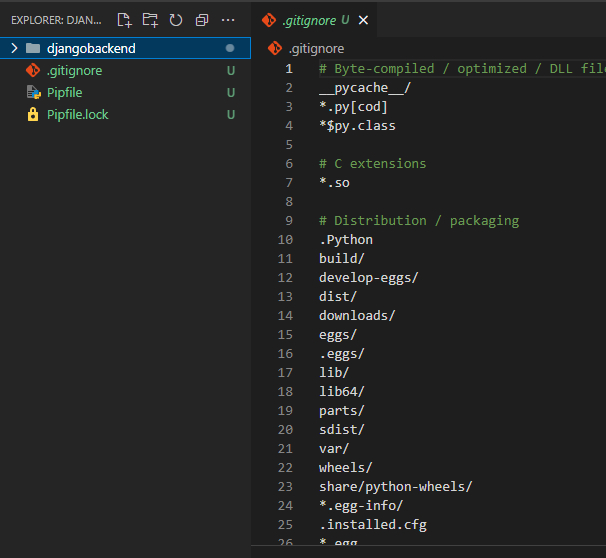 EXPLORER: DJAN...
djangobackend
.gitignore U
Pipfile U
Pipfile.lock U
.gitignore U
.gitignore
1 # Byte-compiled / optimized / DLL file
2 __pycache__/
3 *.py[cod]
4 *$py.class
5
6 # C extensions
7 *.so
8
9 # Distribution / packaging
10 .Python
11 build/
12 develop-eggs/
13 dist/
14 downloads/
15 eggs/
16 .eggs/
17 lib/
18 lib64/
19 parts/
20 sdist/
21 var/
22 wheels/
23 share/python-wheels/
24 *.egg-info/
25 .installed.cfg
26 *.egg